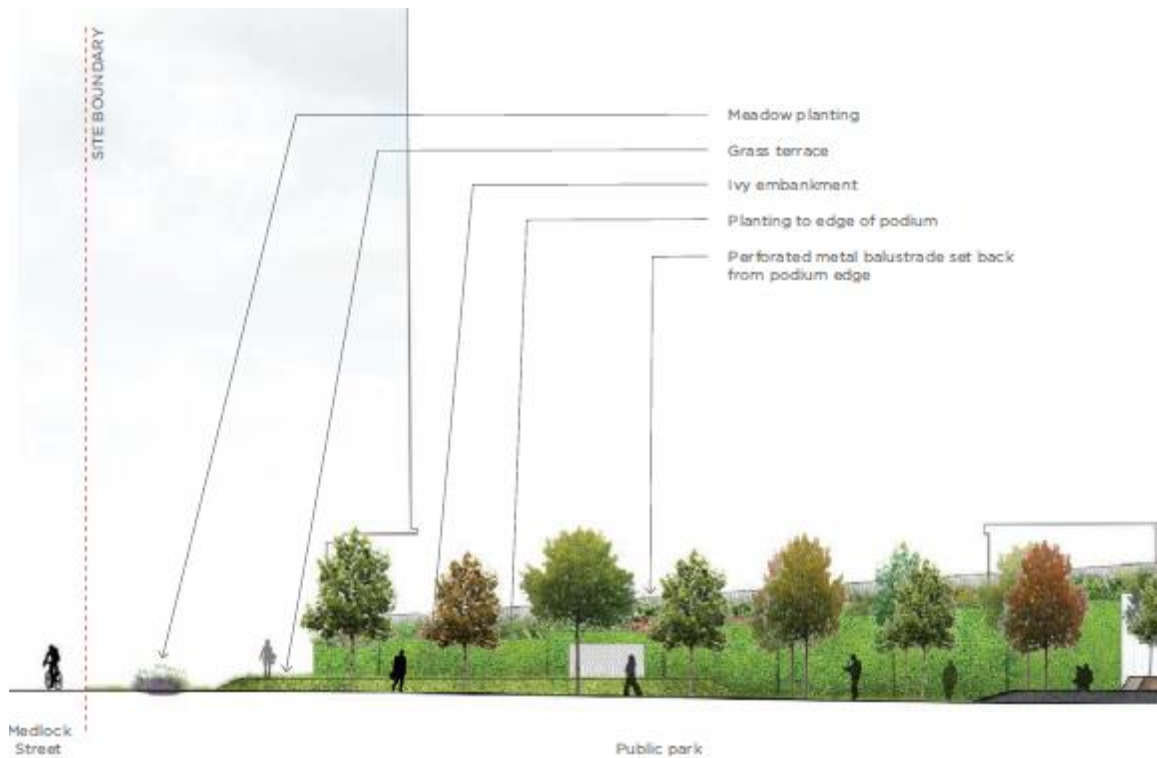 SITE BOUNDARY
Meadow planting
Grass terrace
Ivy embankment
Planting to edge of podium
Perforated metal balustrade set back
from podium edge
Medlock
Street
Public park